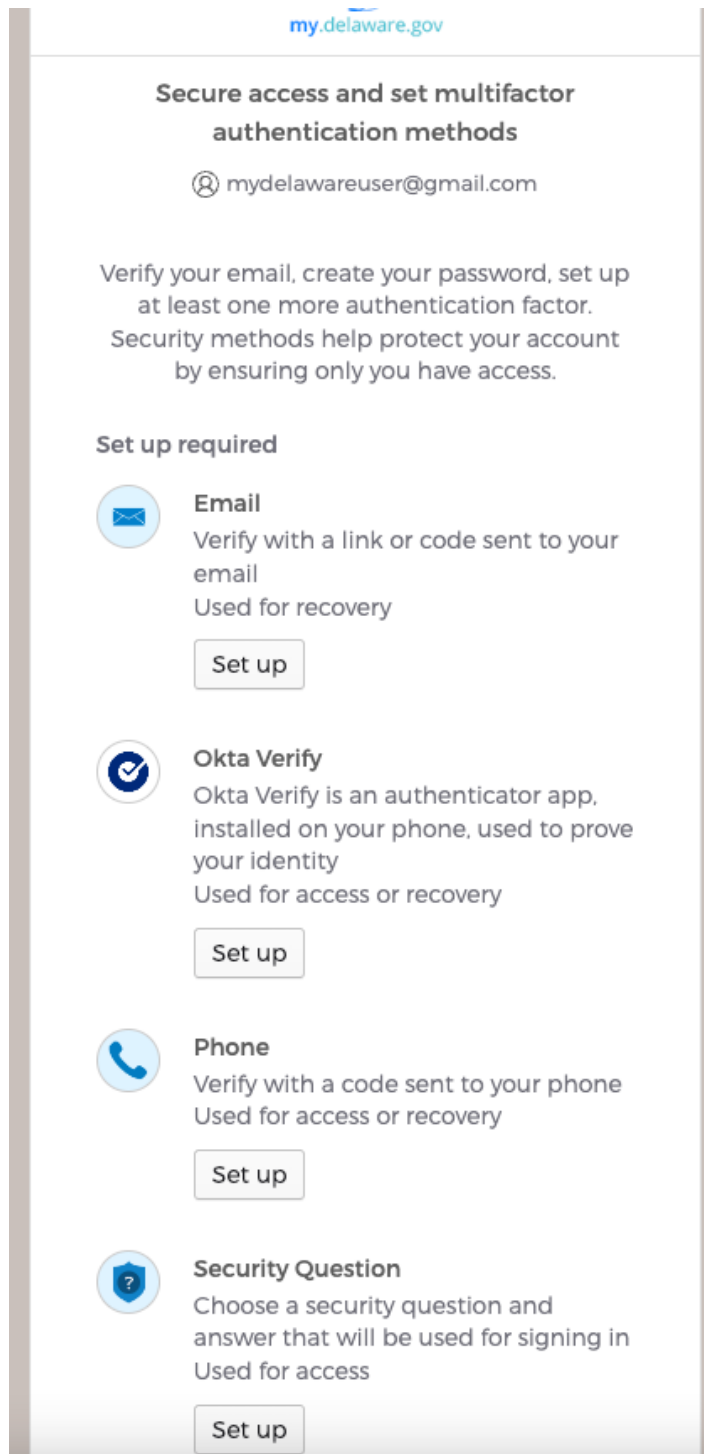 my.delaware.gov
Secure access and set multifactor
authentication methods
mydelawareuser@gmail.com
Verify your email, create your password, set up
at least one more authentication factor.
Security methods help protect your account
by ensuring only you have access.
Set up required
Email
Verify with a link or code sent to your
email
Used for recovery
Set up
Okta Verify
Okta Verify is an authenticator app,
installed on your phone, used to prove
your identity
Used for access or recovery
Set up
Phone
Verify with a code sent to your phone
Used for access or recovery
Set up
?
Security Question
Choose a security question and
answer that will be used for signing in
Used for access
Set up